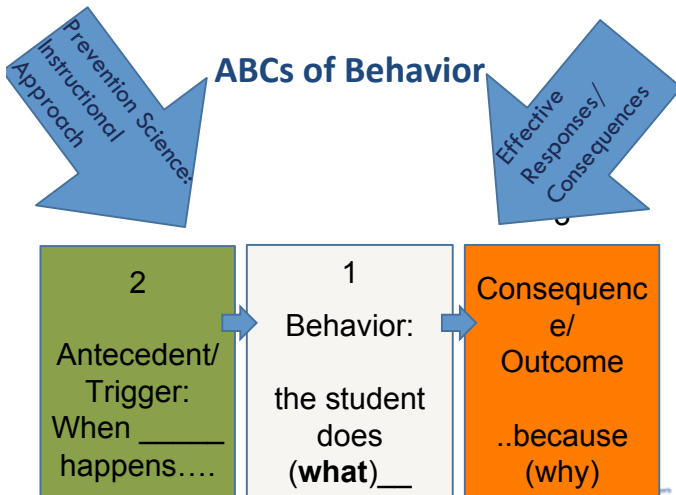 ABCs of Behavior
Prevention Science:
Instructional
Approach
Effective
Responses/
Consequences
2
Antecedent/
Trigger:
When _____
happens….
1
Behavior:
the student
does
(what)__
Consequenc
e/
Outcome
..because
(why)